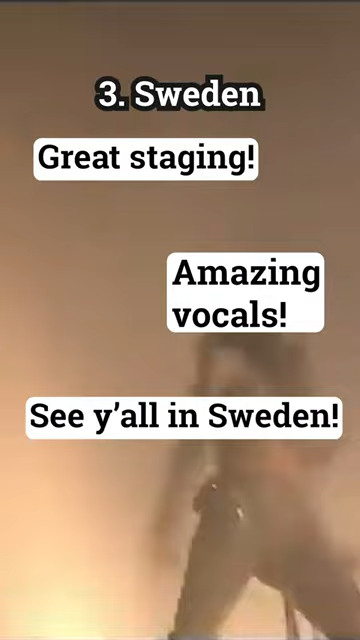 3. Sweden
Great staging!
Amazing
vocals!
See y’all in Sweden!